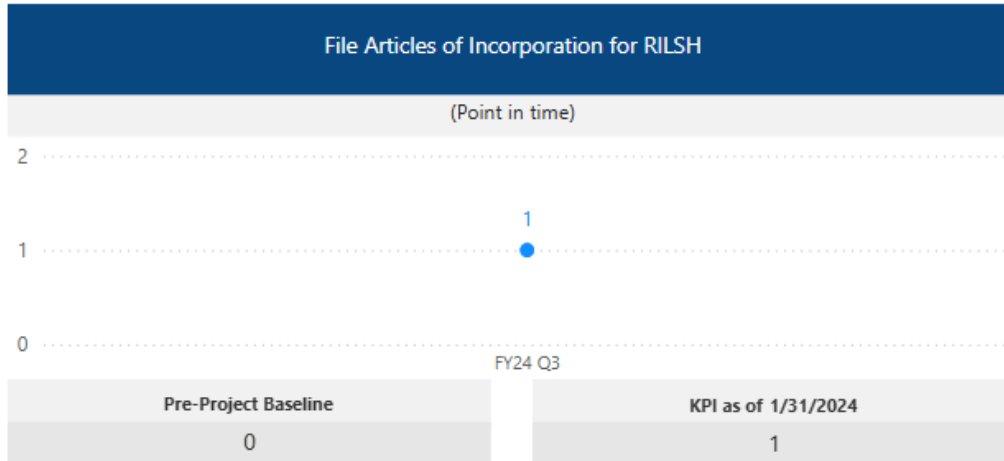 File Articles of Incorporation for RILSH
(Point in time)
2
1
1
0
FY24 Q3
Pre-Project Baseline
KPI as of 1/31/2024
0
1